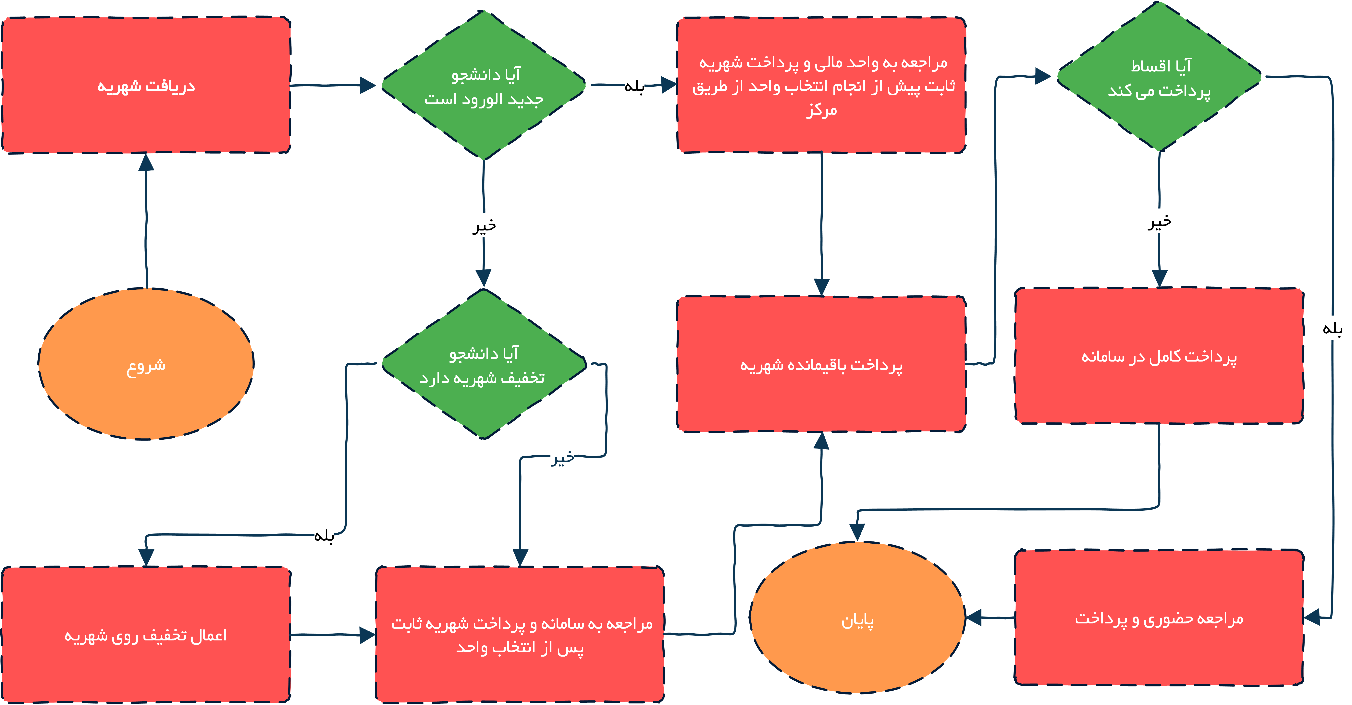 دریافت شهریه
آیا دانشجو
جدید الورود است
بله
مراجعه به واحد مالی و پرداخت شهریه
ثابت پیش از انجام انتخاب واحد از طریق
مرکز
آیا اقساط
پرداخت می کند
خیر
خیر
بله
شروع
آیا دانشجو
تخفیف شهریه دارد
پرداخت باقیمانده شهریه
پرداخت کامل در سامانه
خیر
بله
اعمال تخفیف روی شهریه
مراجعه به سامانه و پرداخت شهریه ثابت
پس از انتخاب واحد
پایان
مراجعه حضوری و پرداخت